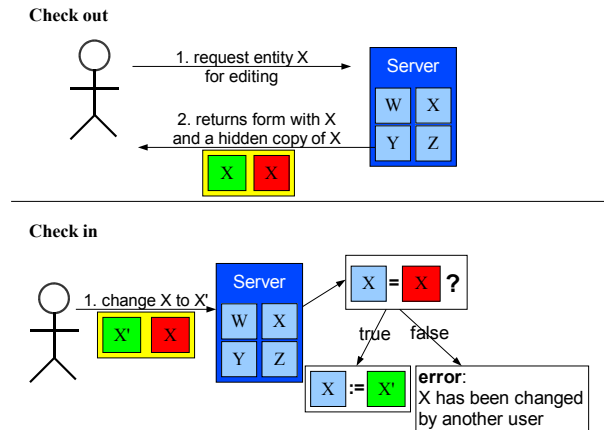 Check out
1. request entity X
for editing
Server
W X
Y Z
2. returns form with X
and a hidden copy of X
X X
Check in
1. change X to X'
X' X
Server
W X
Y Z
X = X ?
true false
X := X'
error:
X has been changed
by another user